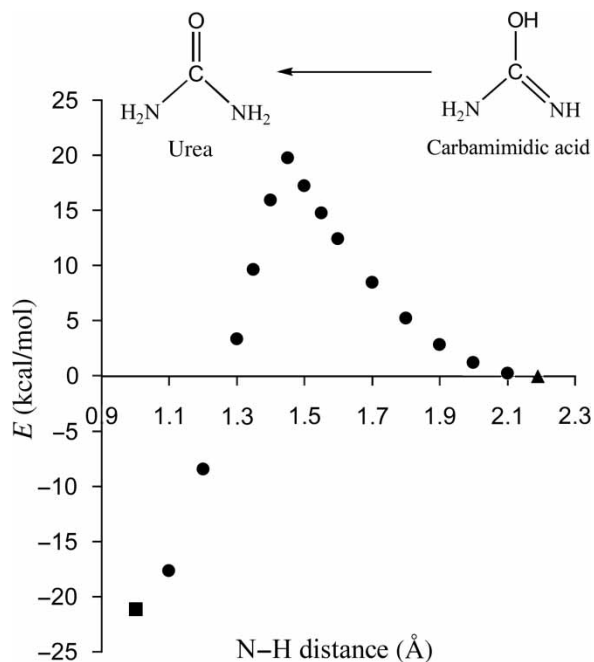 O
C
H₂N
NH₂
Urea
OH
C
H₂N
NH
Carbamimidic acid
E (kcal/mol)
25
20
15
10
5
0
−5
−10
−15
−20
−25
0.9 1.1 1.3 1.5 1.7 1.9 2.1 2.3
N−H distance (Å)